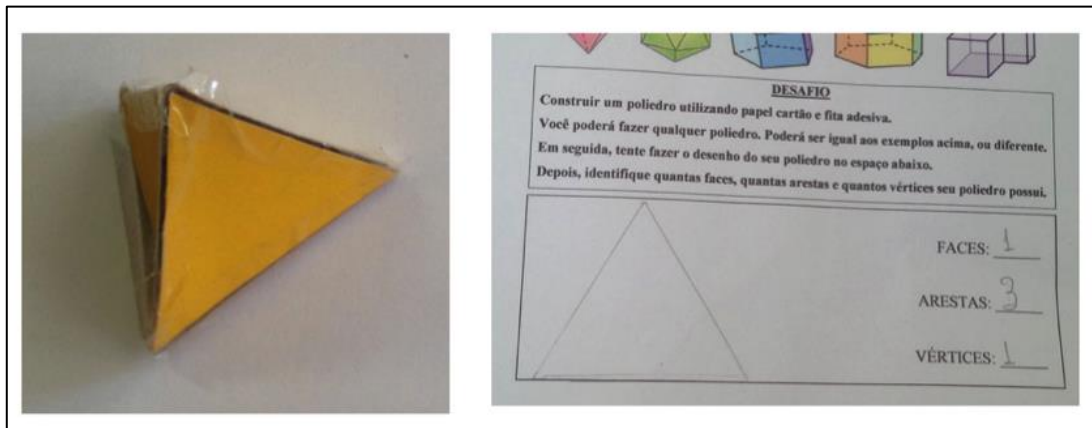 DESAFIO
Construir um poliedro utilizando papel cartão e fita adesiva.
Você poderá fazer qualquer poliedro. Poderá ser igual aos exemplos acima, ou diferente.
Em seguida, tente fazer o desenho do seu poliedro no espaço abaixo.
Depois, identifique quantas faces, quantas arestas e quantos vértices seu poliedro possui.
FACES: 1
ARESTAS: 3
VÉRTICES: 1